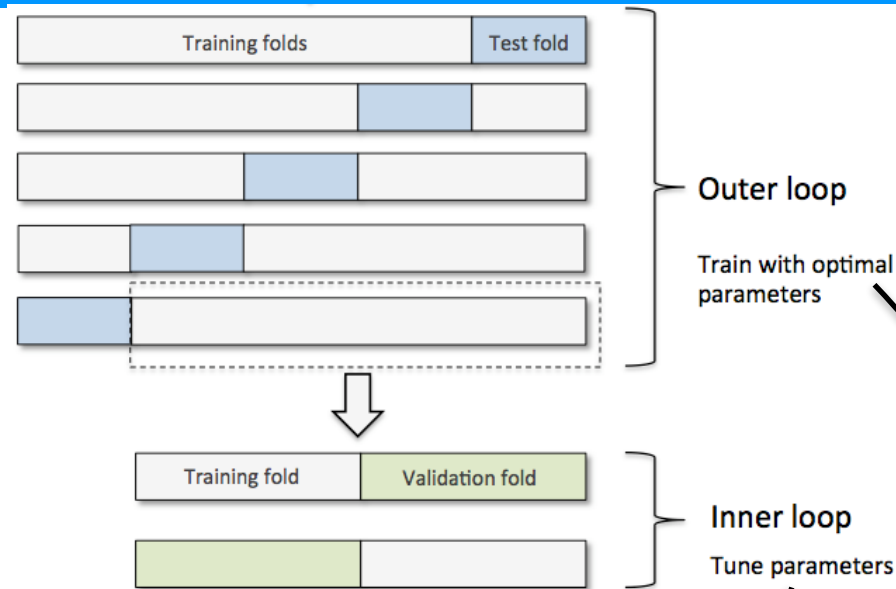 Training folds Test fold
Outer loop
Train with optimal
parameters
Training fold Validation fold
Inner loop
Tune parameters